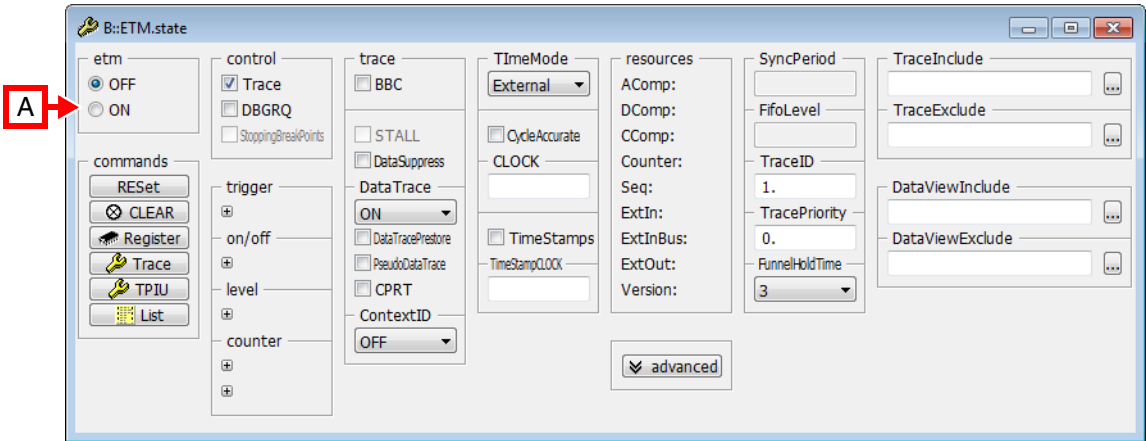 B::ETM.state
A
etm
OFF
ON
commands
RESet
CLEAR
Register
Trace
TPIU
List
control
Trace
DBGRQ
StoppingBreakPoints
trigger
on/off
level
counter
trace
BBC
STALL
DataSuppress
DataTrace
ON
DataTracePrestore
PseudoDataTrace
CPRT
ContextID
OFF
TImeMode
External
CycleAccurate
CLOCK
TimeStamps
TimeStampCLOCK
resources
AComp:
DComp:
CComp:
Counter:
Seq:
ExtIn:
ExtInBus:
ExtOut:
Version:
advanced
SyncPeriod
FifoLevel
TraceID
1.
TracePriority
0.
FunnelHoldTime
3
TraceInclude
...
TraceExclude
...
DataViewInclude
...
DataViewExclude
...